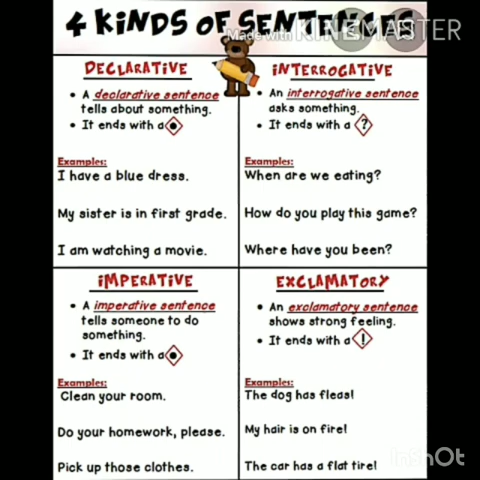 4 KINDS OF SENTENCES
Made with KINEMASTER
DECLARATIVE
• A declarative sentence
tells about something.
• It ends with a .
Examples:
I have a blue dress.
My sister is in first grade.
I am watching a movie.
INTERROGATIVE
• An interrogative sentence
asks something.
• It ends with a ?
Examples:
When are we eating?
How do you play this game?
Where have you been?
IMPERATIVE
• A imperative sentence
tells someone to do
something.
• It ends with a .
Examples:
Clean your room.
Do your homework, please.
Pick up those clothes.
EXCLAMATORY
• An exclamatory sentence
shows strong feeling.
• It ends with a !
Examples:
The dog has fleas!
My hair is on fire!
The car has a flat tire!
InShOt